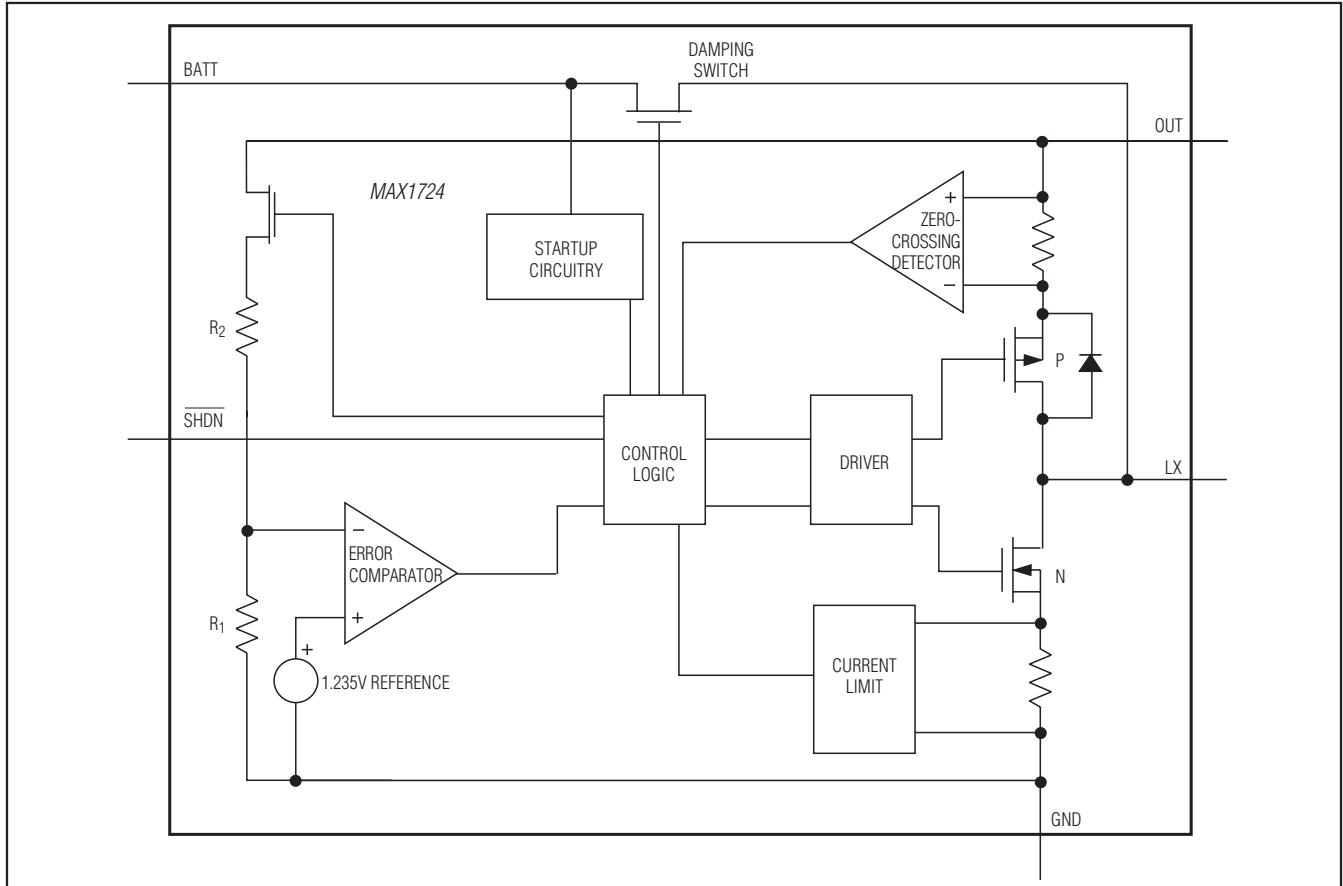 DAMPING
SWITCH
BATT
OUT
MAX1724
+
ZERO-
CROSSING
DETECTOR
−
STARTUP
CIRCUITRY
R2
P
SHDN
CONTROL
LOGIC
DRIVER
LX
−
ERROR
COMPARATOR
+
N
R1
+
1.235V REFERENCE
CURRENT
LIMIT
GND